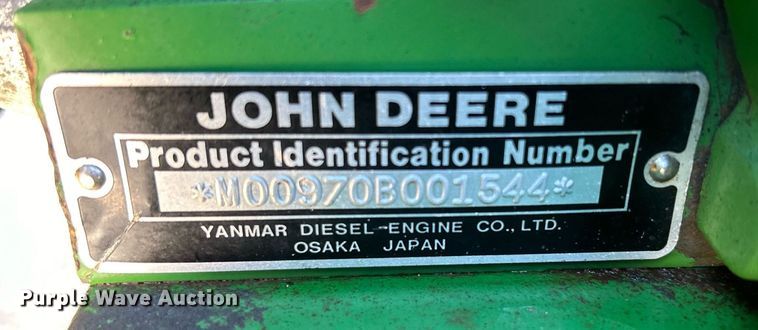 JOHN DEERE
Product Identification Number
*M00970B001544*
YANMAR DIESEL ENGINE CO., LTD.
OSAKA JAPAN
Purple Wave Auction